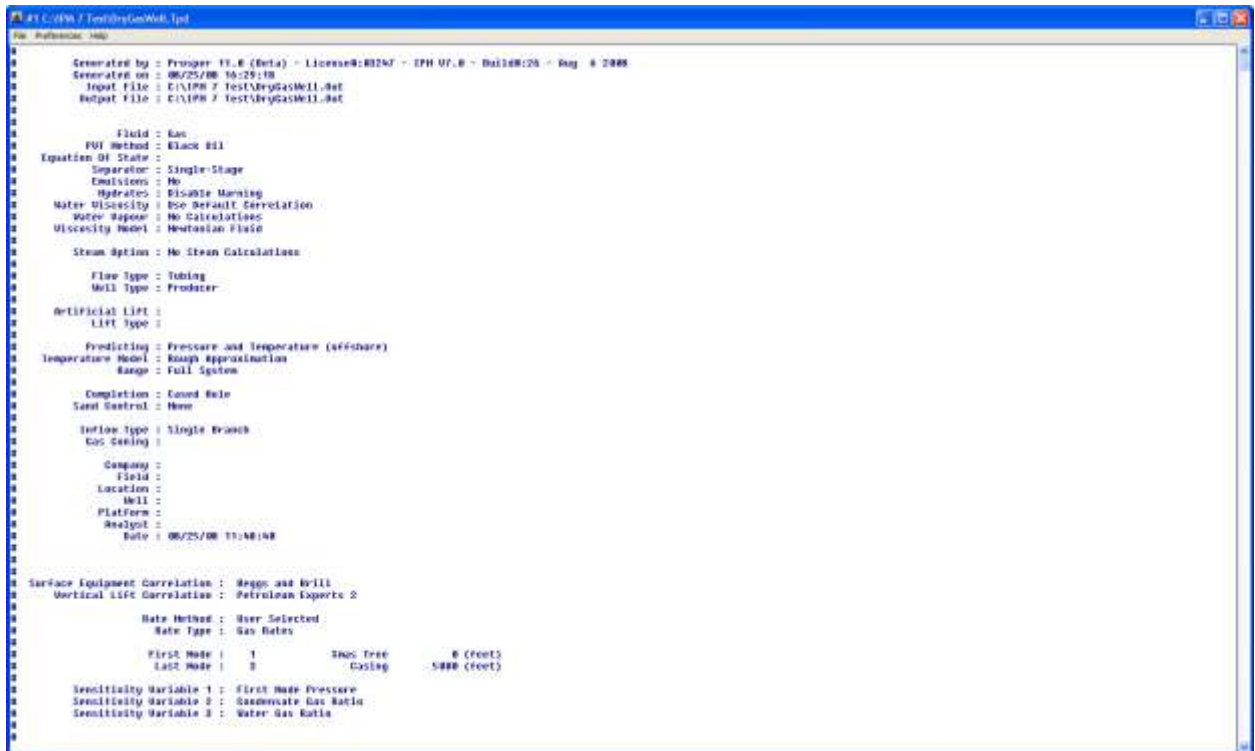 #1 C:\IPM 7 Test\DryGasWell.Tpd
File Preferences Help
#
# Generated by : Prosper 11.0 (Beta) - License#:03247 - IPM V7.0 - Build#:26 - Aug 6 2008
# Generated on : 08/25/08 16:29:18
# Input File : C:\IPM 7 Test\DryGasWell.Out
# Output File : C:\IPM 7 Test\DryGasWell.Out
#
#
# Fluid : Gas
# PVT Method : Black Oil
# Equation Of State :
# Separator : Single-Stage
# Emulsions : No
# Hydrates : Disable Warning
# Water Viscosity : Use Default Correlation
# Water Vapour : No Calculations
# Viscosity Model : Newtonian Fluid
#
# Steam Option : No Steam Calculations
#
# Flow Type : Tubing
# Well Type : Producer
#
# Artificial Lift :
# Lift Type :
#
# Predicting : Pressure and Temperature (offshore)
# Temperature Model : Rough Approximation
# Range : Full System
#
# Completion : Cased Hole
# Sand Control : None
#
# Inflow Type : Single Branch
# Gas Coning :
#
# Company :
# Field :
# Location :
# Well :
# Platform :
# Analyst :
# Date : 08/25/08 11:40:40
#
#
# Surface Equipment Correlation : Beggs and Brill
# Vertical Lift Correlation : Petroleum Experts 2
#
# Rate Method : User Selected
# Rate Type : Gas Rates
#
# First Node : 1 Xmas Tree 0 (feet)
# Last Node : 3 Casing 5000 (feet)
#
# Sensitivity Variable 1 : First Node Pressure
# Sensitivity Variable 2 : Condensate Gas Ratio
# Sensitivity Variable 3 : Water Gas Ratio
#
#